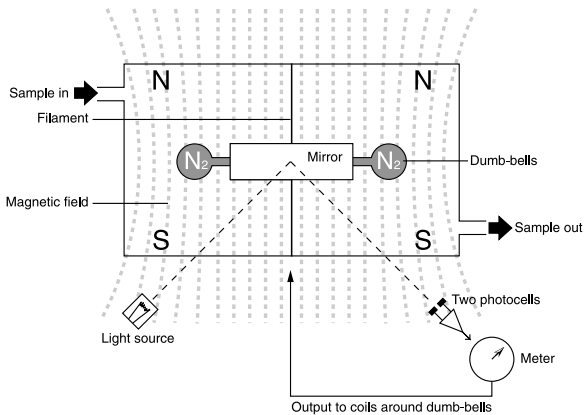 N
N
Sample in
Filament
N2
Mirror
N2
Dumb-bells
Magnetic field
S
S
Sample out
Two photocells
Light source
Meter
Output to coils around dumb-bells